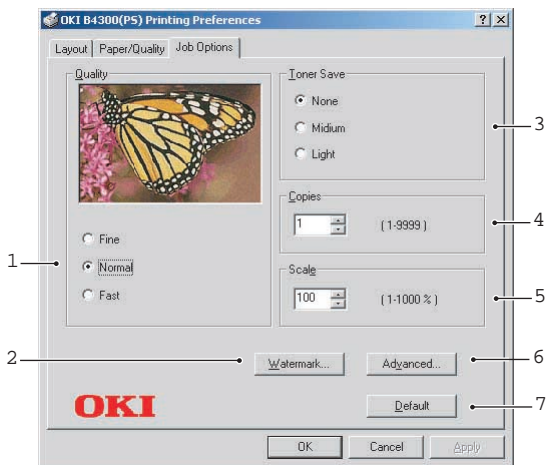 OKI B4300(PS) Printing Preferences
Layout Paper/Quality Job Options
Quality
Fine
Normal
Fast
Toner Save
None
Midium
Light
Copies
1 (1-9999)
Scale
100 (1-1000 %)
Watermark... Advanced...
OKI
Default
OK Cancel Apply
1
2
3
4
5
6
7